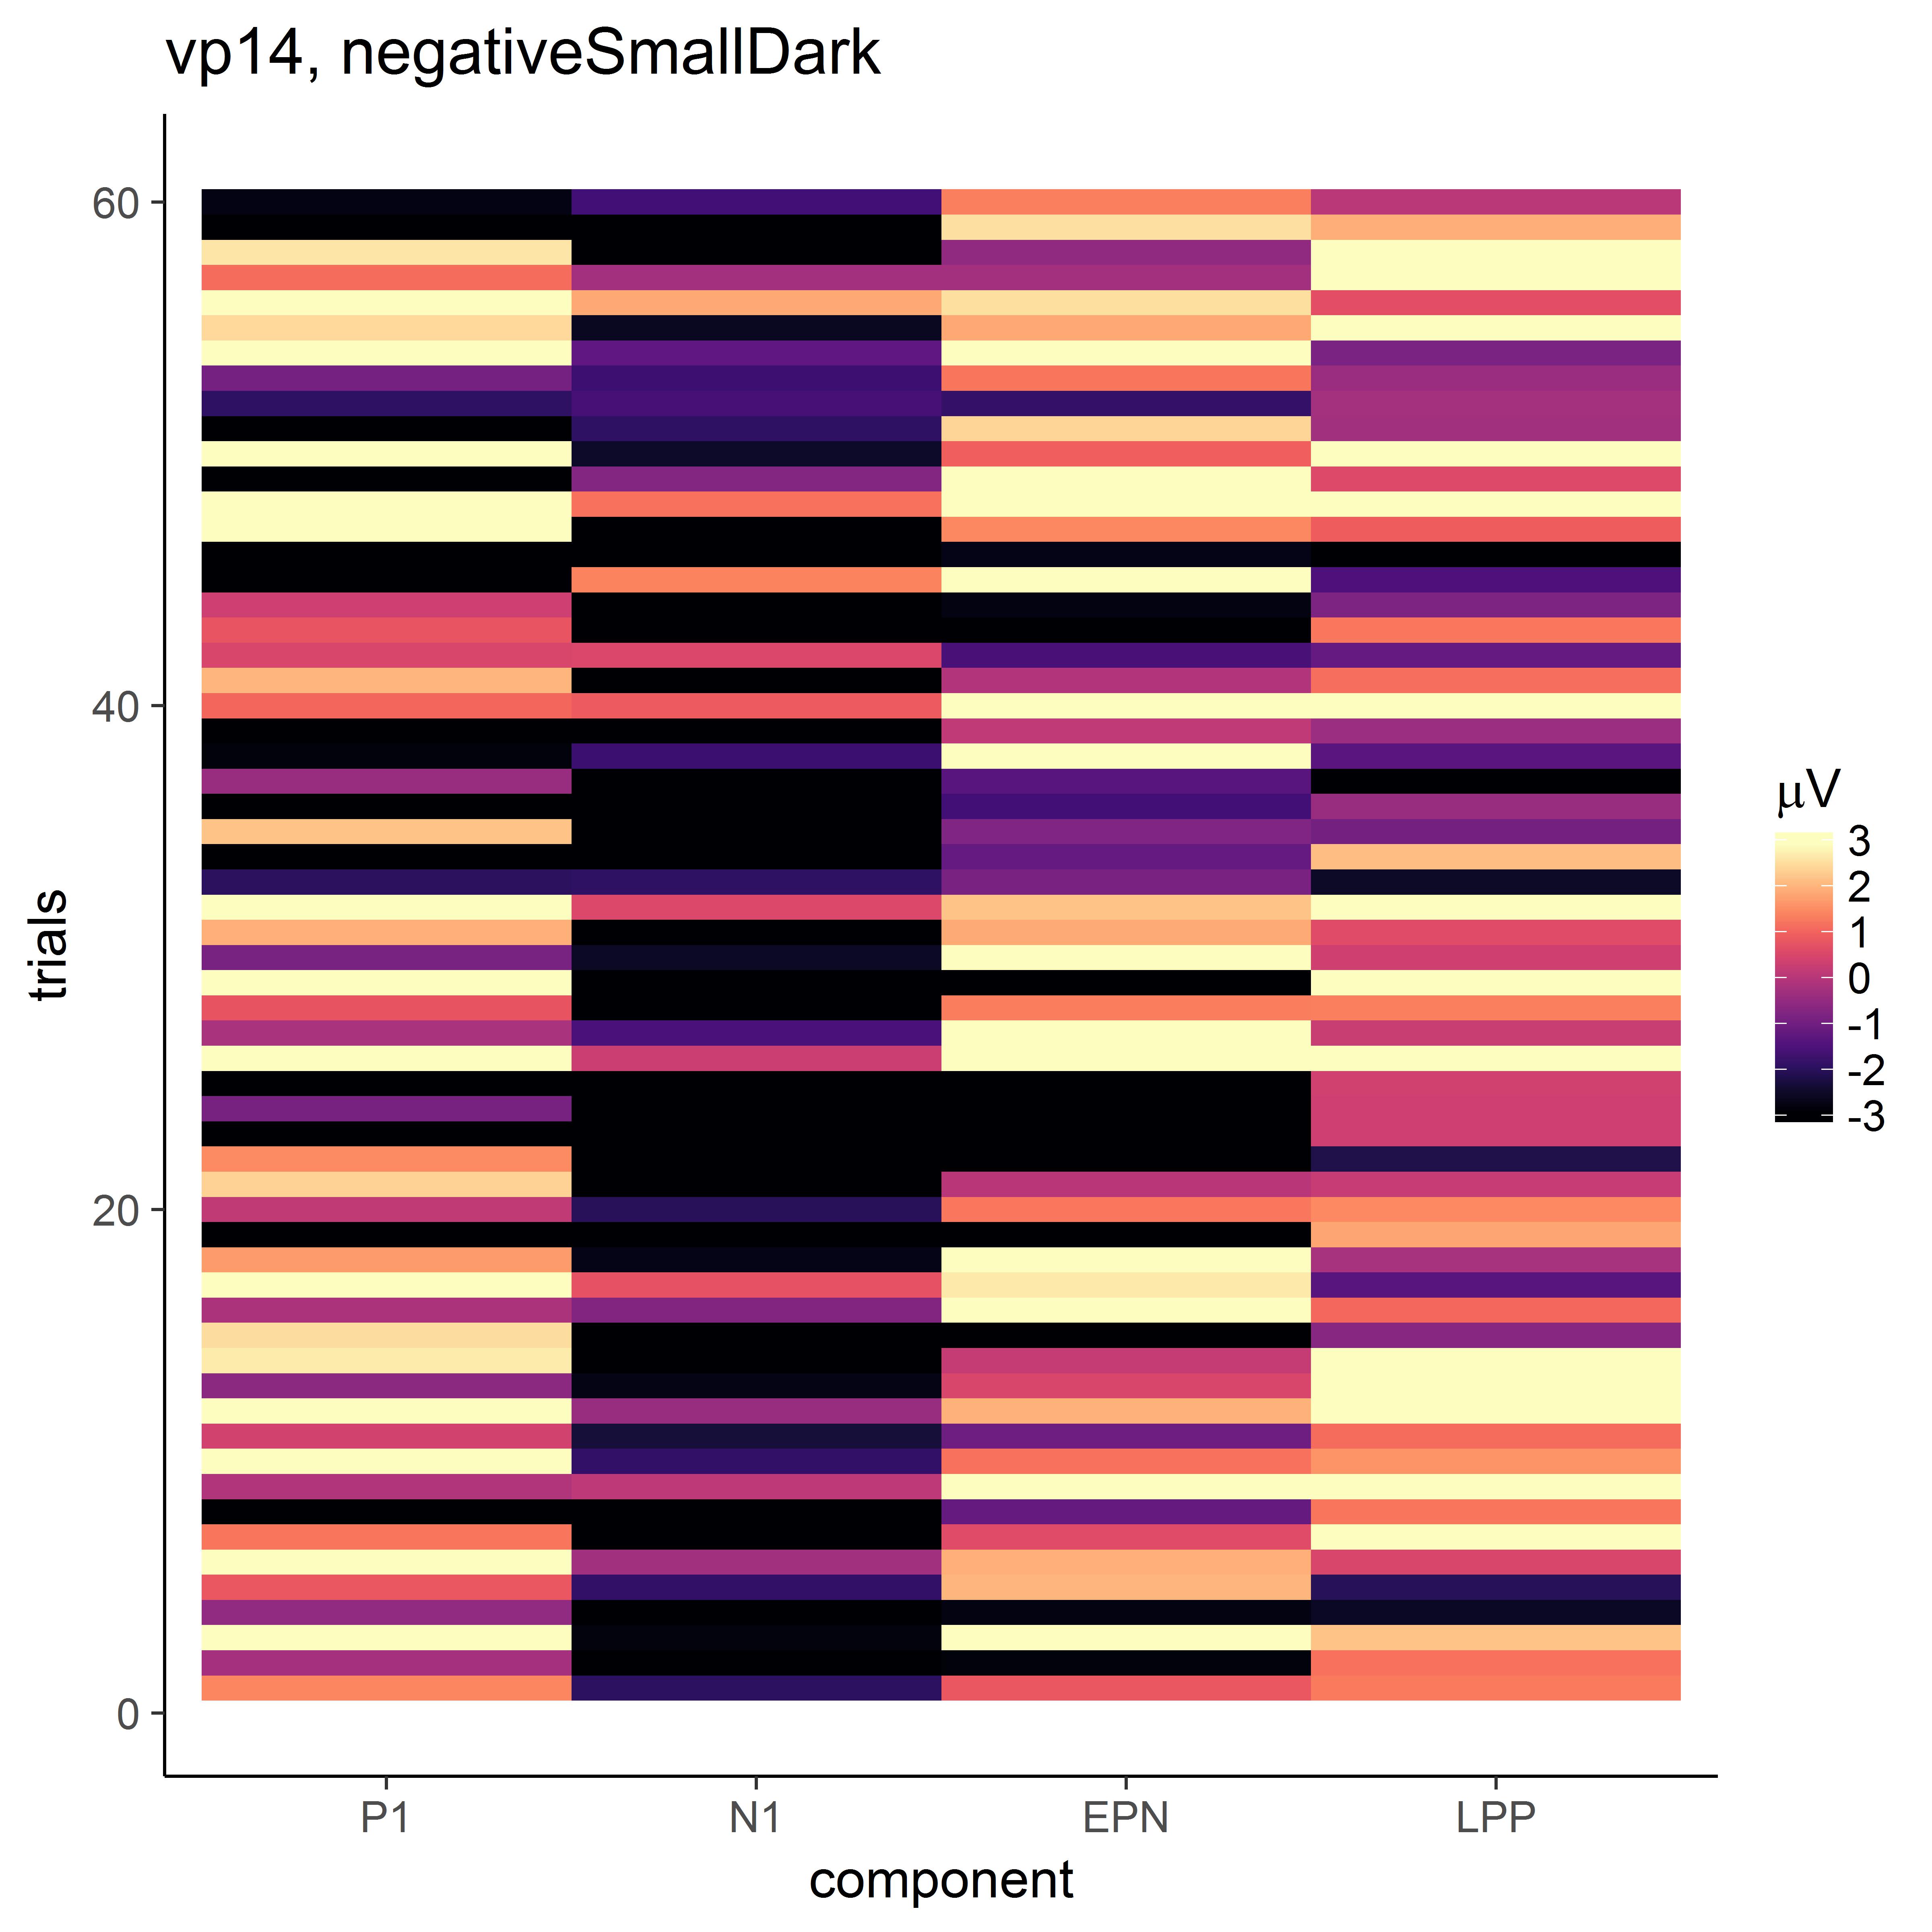 vp14, negativeSmallDark
60
40
20
0
trials
P1 N1 EPN LPP
component
μV
3
2
1
0
-1
-2
-3